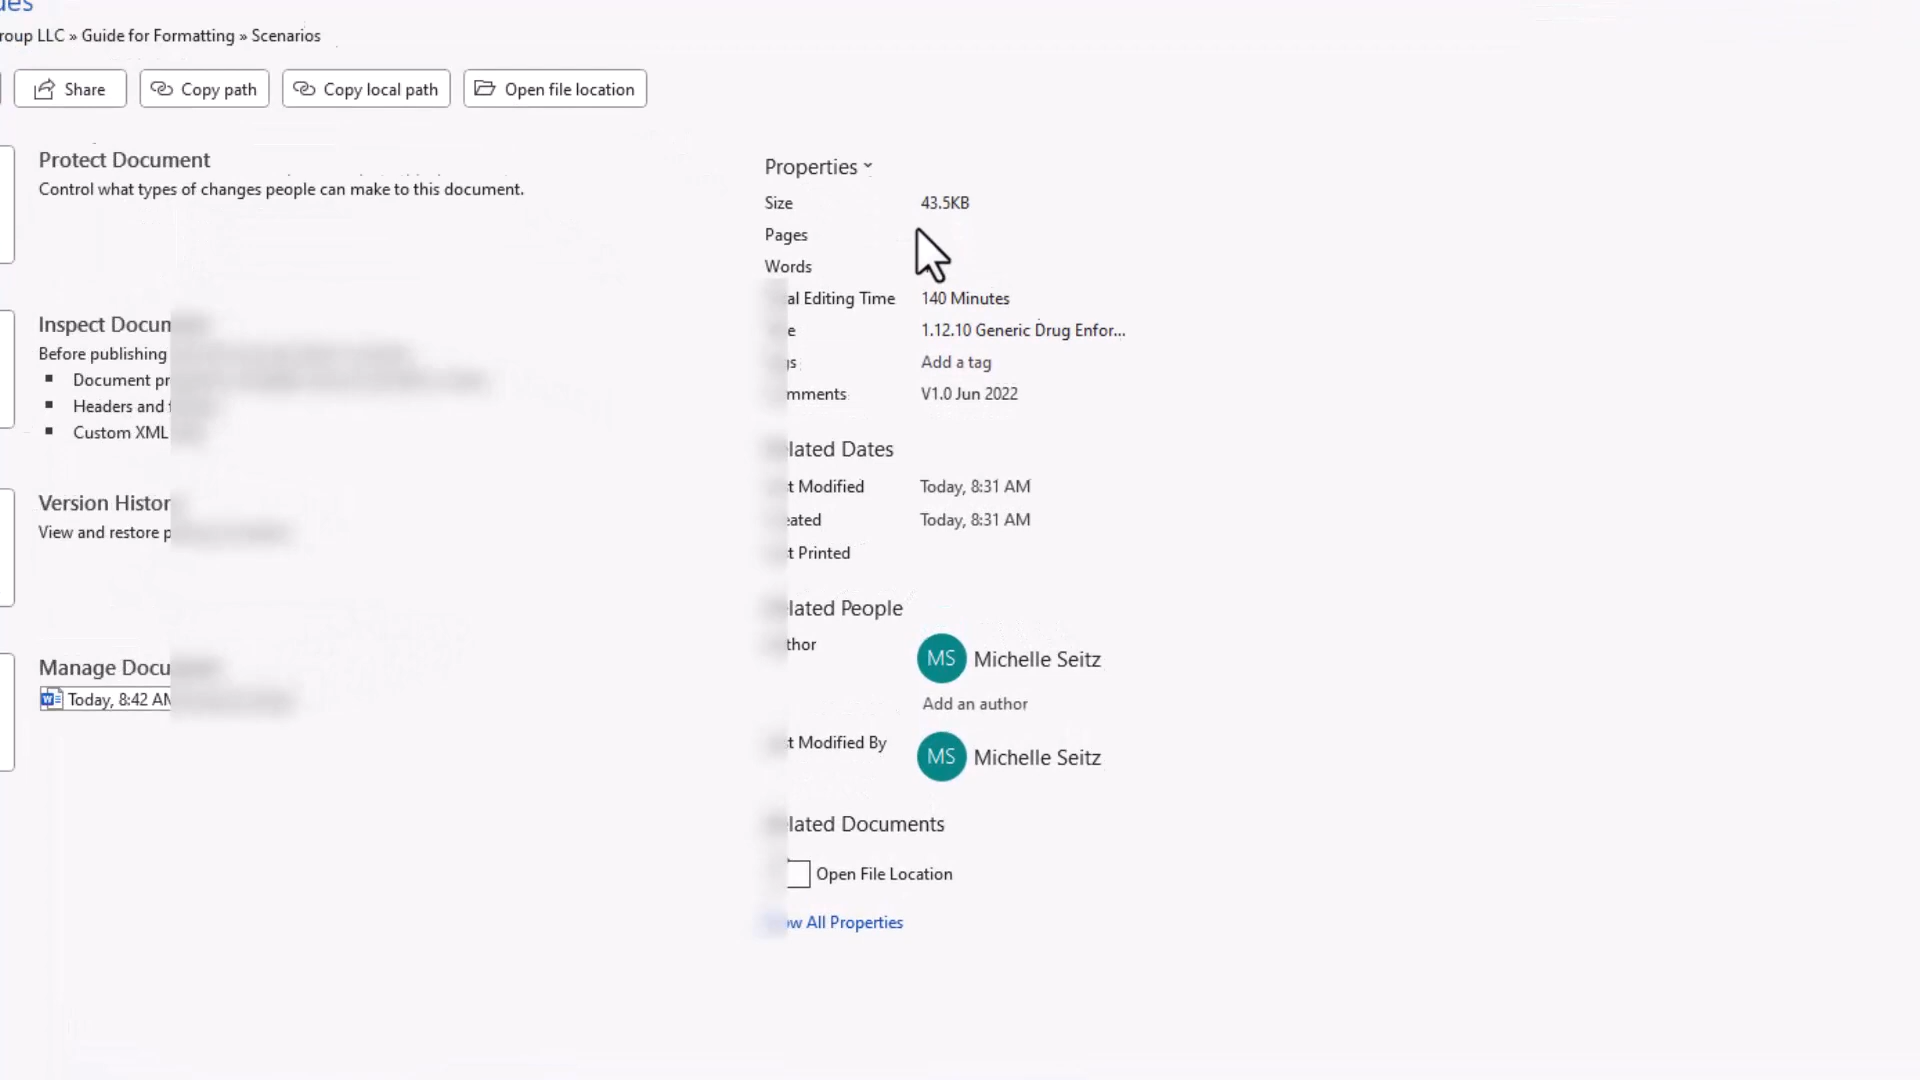 roup LLC » Guide for Formatting » Scenarios
Share Copy path Copy local path Open file location
Protect Document
Control what types of changes people can make to this document.
Inspect Docum
Before publishing
Document pr
Headers and f
Custom XML
Version Histor
View and restore p
Manage Docu
Today, 8:42 AM
Properties
Size 43.5KB
Pages
Words
al Editing Time 140 Minutes
e 1.12.10 Generic Drug Enfor...
gs Add a tag
mments V1.0 Jun 2022
lated Dates
t Modified Today, 8:31 AM
eated Today, 8:31 AM
t Printed
lated People
thor MS Michelle Seitz
Add an author
t Modified By MS Michelle Seitz
lated Documents
Open File Location
ow All Properties